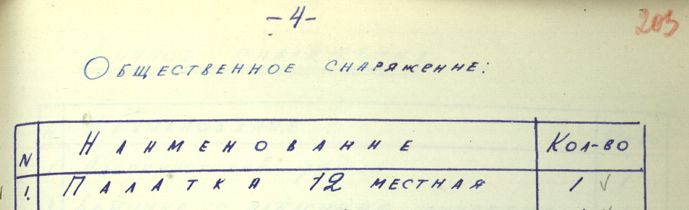 -4-
203
Общественное снаряжение:
N Наименование Кол-во
1. Палатка 12 местная 1 ✓